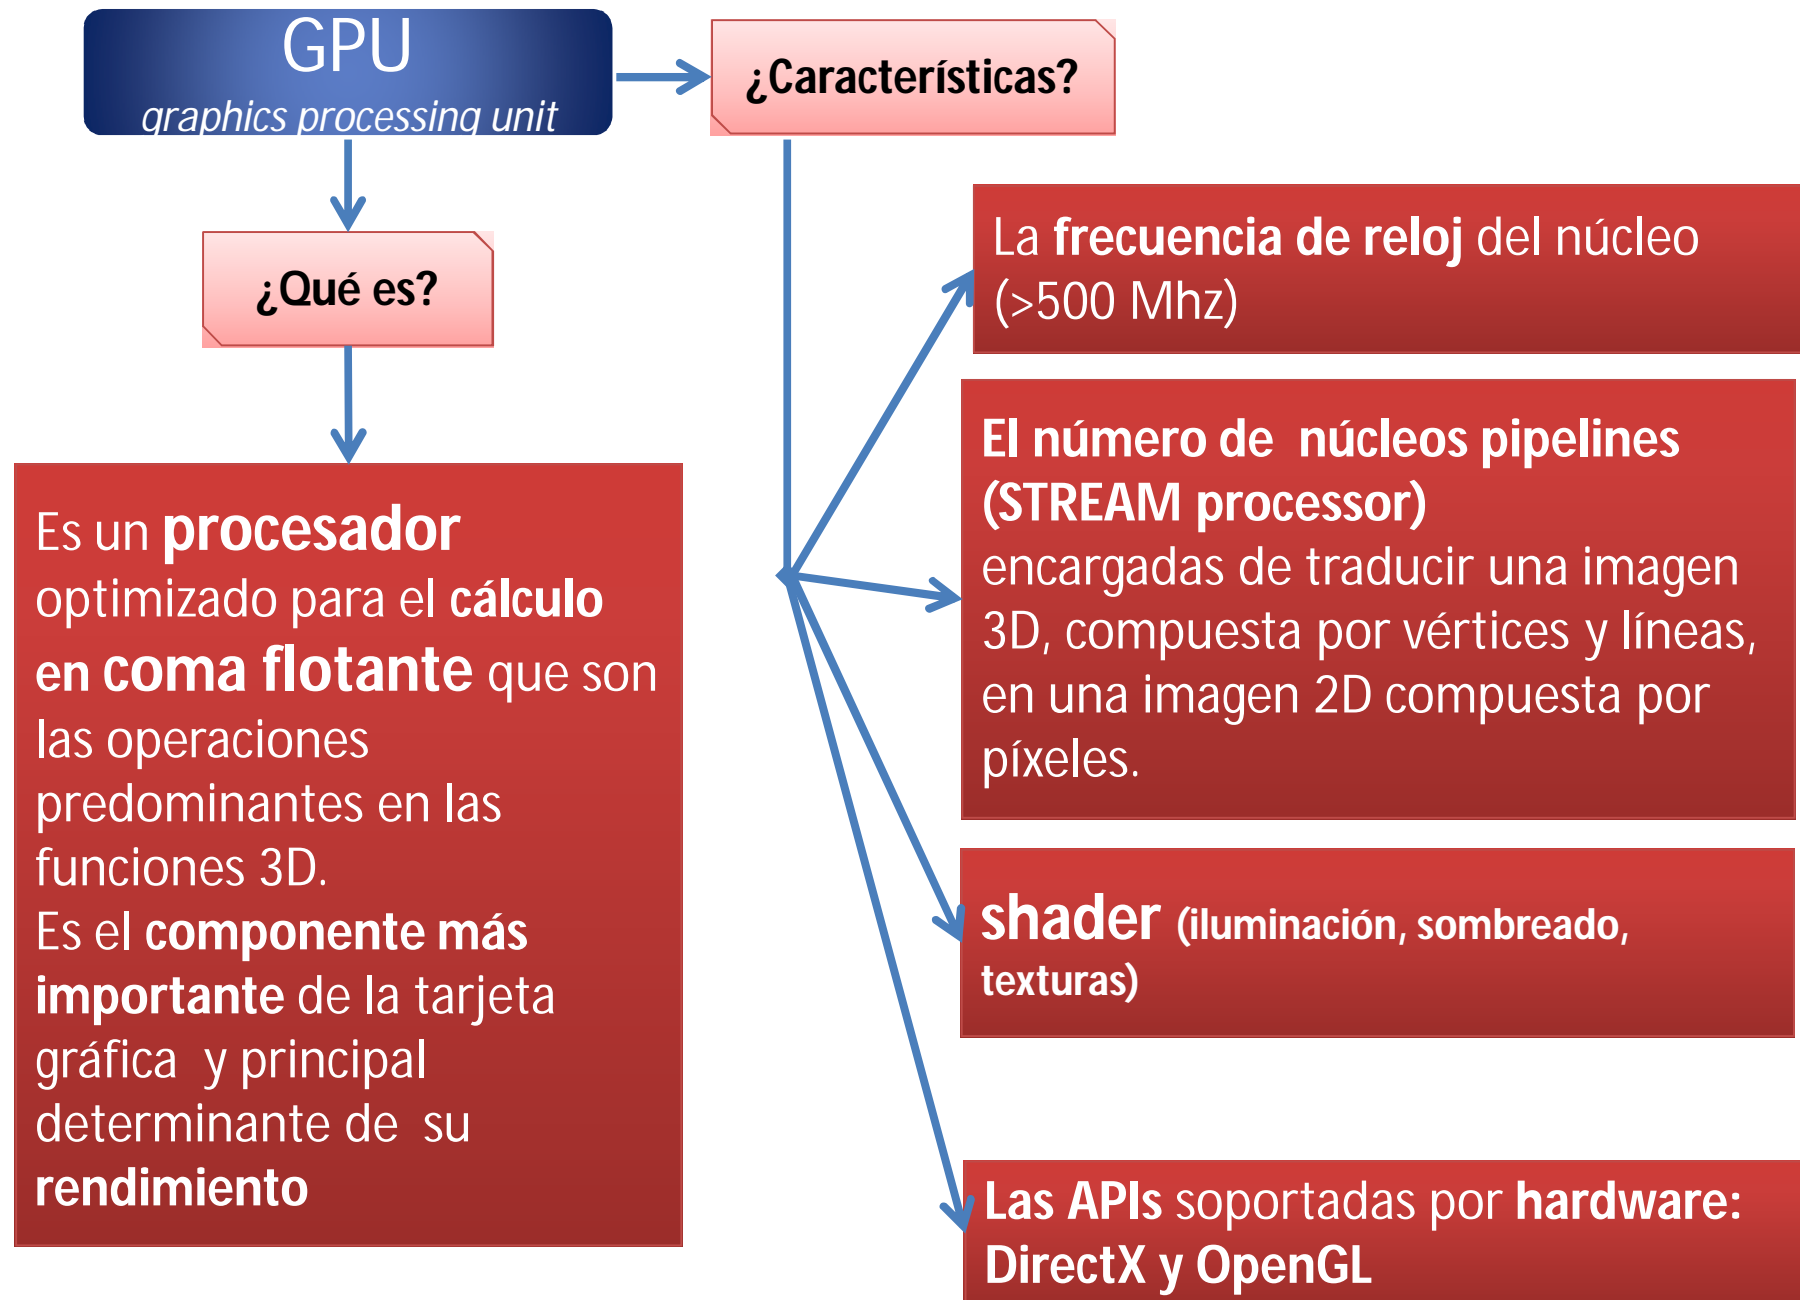 GPU
graphics processing unit
¿Características?
¿Qué es?
Es un procesador
optimizado para el cálculo
en coma flotante que son
las operaciones
predominantes en las
funciones 3D.
Es el componente más
importante de la tarjeta
gráfica y principal
determinante de su
rendimiento
La frecuencia de reloj del núcleo
(>500 Mhz)
El número de núcleos pipelines
(STREAM processor)
encargadas de traducir una imagen
3D, compuesta por vértices y líneas,
en una imagen 2D compuesta por
píxeles.
shader (iluminación, sombreado,
texturas)
Las APIs soportadas por hardware:
DirectX y OpenGL